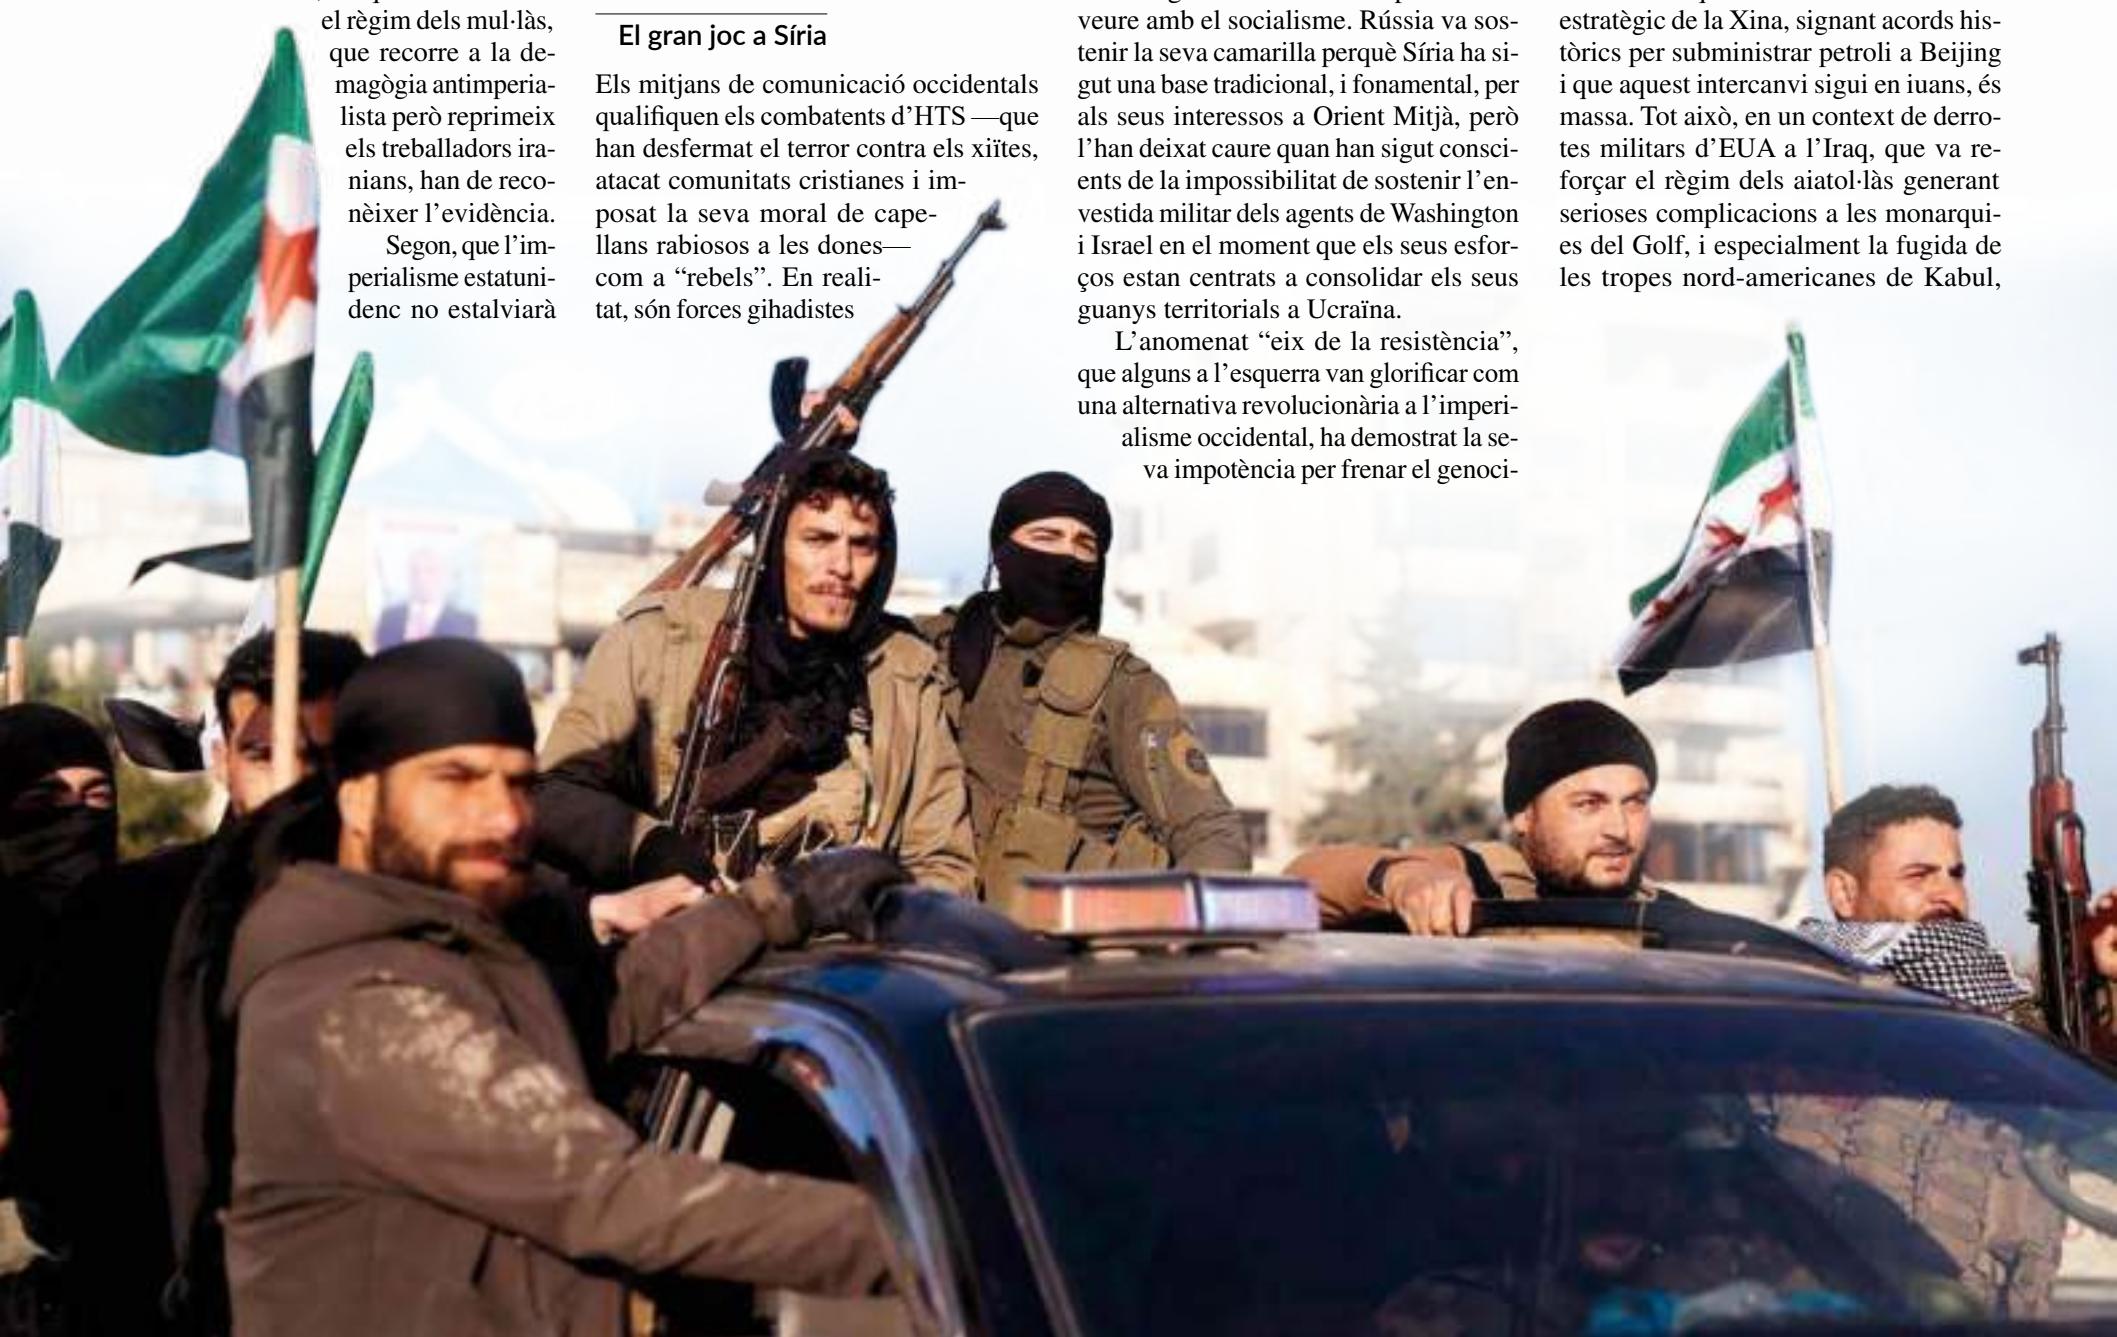 el règim dels mul·làs,
que recorre a la de-
magògia antimperia-
lista però reprimeix
els treballadors ira-
nians, han de reco-
nèixer l’evidència.
Segon, que l’im-
perialisme estatuni-
denc no estalviarà
El gran joc a Síria
Els mitjans de comunicació occidentals
qualifiquen els combatents d’HTS —que
han desfermat el terror contra els xiïtes,
atacat comunitats cristianes i im-
posat la seva moral de cape-
llans rabiosos a les dones—
com a “rebels”. En reali-
tat, són forces gihadistes
veure amb el socialisme. Rússia va sos-
tenir la seva camarilla perquè Síria ha si-
gut una base tradicional, i fonamental, per
als seus interessos a Orient Mitjà, però
l’han deixat caure quan han sigut consci-
ents de la impossibilitat de sostenir l’en-
vestida militar dels agents de Washington
i Israel en el moment que els seus esfor-
ços estan centrats a consolidar els seus
guanys territorials a Ucraïna.
L’anomenat “eix de la resistència”,
que alguns a l’esquerra van glorificar com
una alternativa revolucionària a l’imperi-
alisme occidental, ha demostrat la se-
va impotència per frenar el genoci-
estratègic de la Xina, signant acords his-
tòrics per subministrar petroli a Beijing
i que aquest intercanvi sigui en iuans, és
massa. Tot això, en un context de derro-
tes militars d’EUA a l’Iraq, que va re-
forçar el règim dels aiatol·làs generant
serioses complicacions a les monarqui-
es del Golf, i especialment la fugida de
les tropes nord-americanes de Kabul,